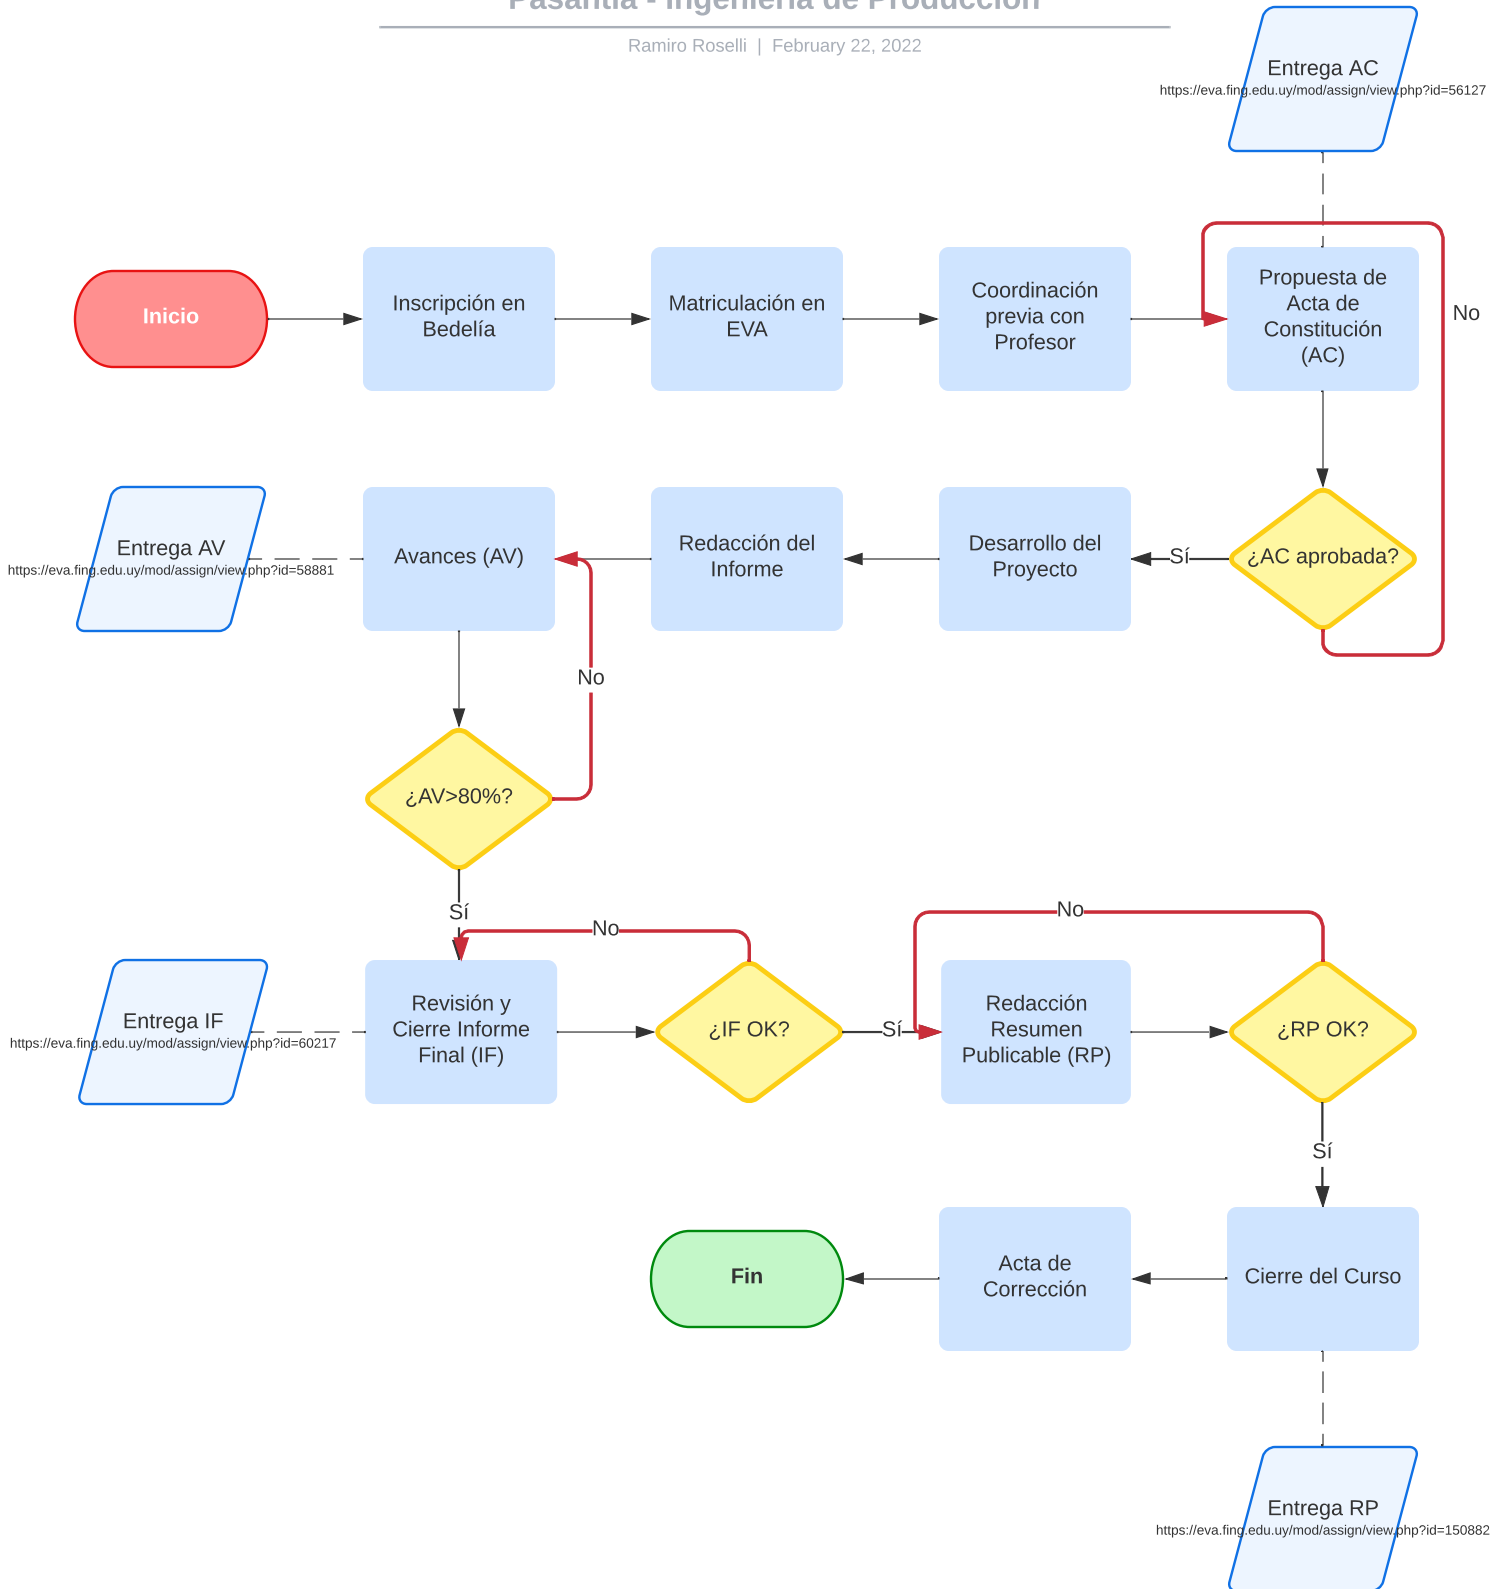 Pasantía - Ingeniería de Producción
Ramiro Roselli | February 22, 2022
Entrega AC
https://eva.fing.edu.uy/mod/assign/view.php?id=56127
Inicio
Inscripción en
Bedelía
Matriculación en
EVA
Coordinación
previa con
Profesor
Propuesta de
Acta de
Constitución
(AC)
No
Entrega AV
https://eva.fing.edu.uy/mod/assign/view.php?id=58881
Avances (AV)
Redacción del
Informe
Desarrollo del
Proyecto
Sí
¿AC aprobada?
No
¿AV>80%?
Sí
No
No
Entrega IF
https://eva.fing.edu.uy/mod/assign/view.php?id=60217
Revisión y
Cierre Informe
Final (IF)
¿IF OK?
Sí
Redacción
Resumen
Publicable (RP)
¿RP OK?
Sí
Fin
Acta de
Corrección
Cierre del Curso
Entrega RP
https://eva.fing.edu.uy/mod/assign/view.php?id=150882